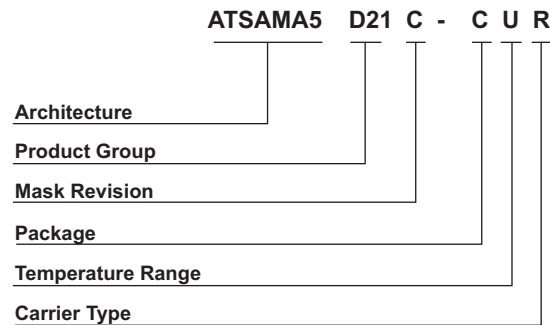 ATSAMA5 D21 C - C U R
Architecture
Product Group
Mask Revision
Package
Temperature Range
Carrier Type